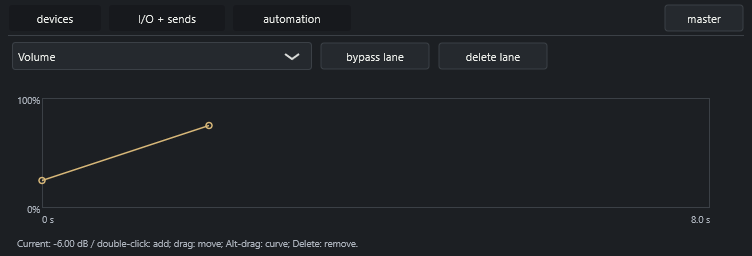 devices I/O + sends automation master
Volume bypass lane delete lane
100%
0%
0 s 8.0 s
Current: -6.00 dB / double-click: add; drag: move; Alt-drag: curve; Delete: remove.